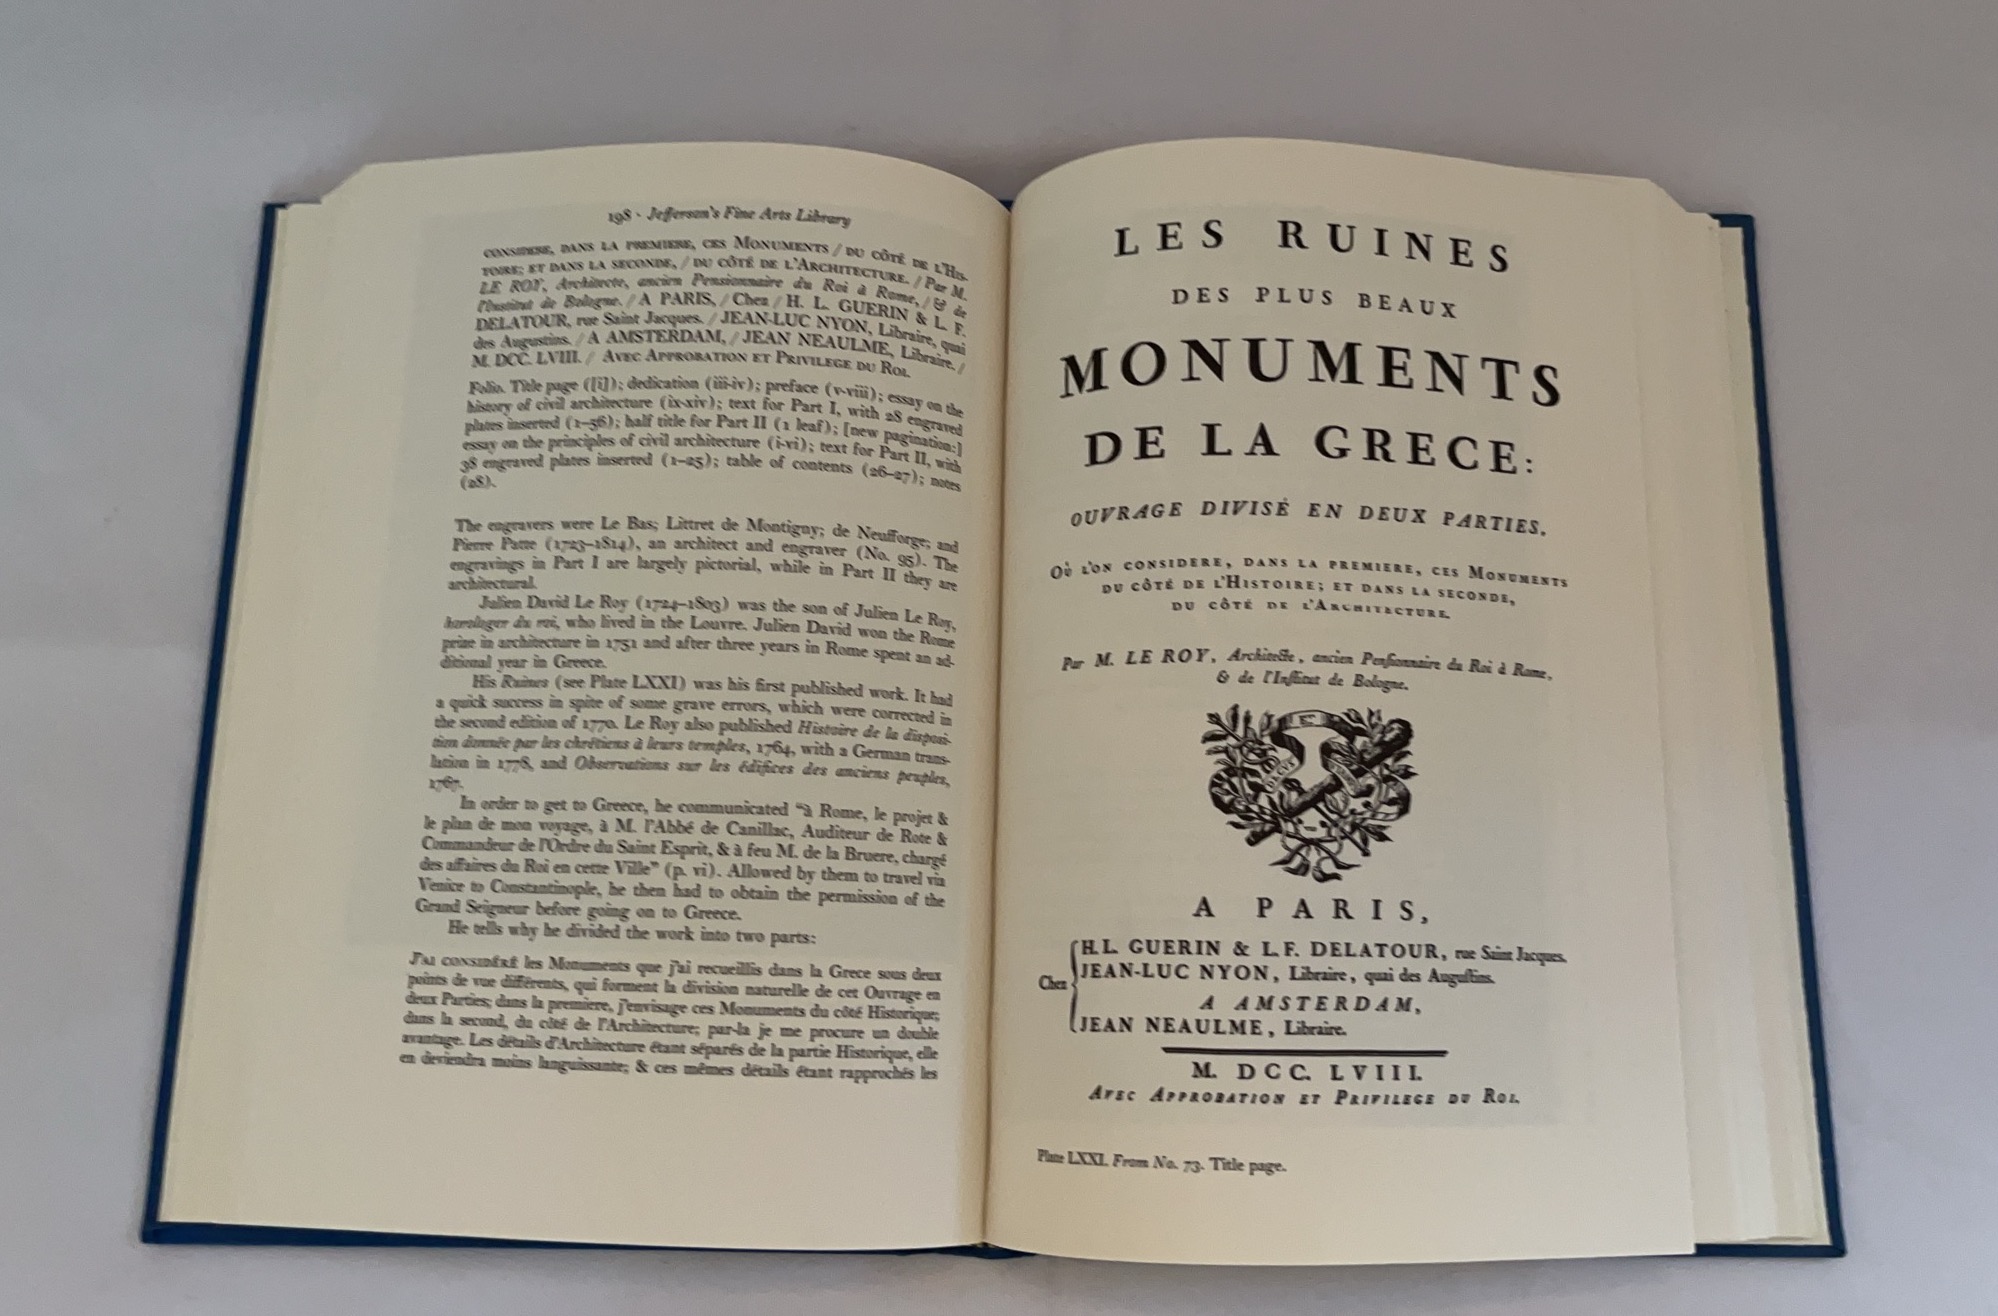 198 · Jefferson's Fine Arts Library
CONSIDERE, DANS LA PREMIERE, CES MONUMENTS / DU CÔTÉ DE L'HIS-
TOIRE; ET DANS LA SECONDE, / DU CÔTÉ DE L'ARCHITECTURE. / Par M.
LE ROY, Architecte, ancien Pensionnaire du Roi à Rome, / & de
l'Institut de Bologne. / A PARIS, / Chez / H. L. GUERIN & L. F.
DELATOUR, rue Saint Jacques. / JEAN-LUC NYON, Libraire, quai
des Augustins. / A AMSTERDAM, / JEAN NEAULME, Libraire. /
M. DCC. LVIII. / AVEC APPROBATION ET PRIVILEGE DU ROI.
Folio. Title page ([i]); dedication (iii-iv); preface (v-viii); essay on the
history of civil architecture (ix-xiv); text for Part I, with 28 engraved
plates inserted (1–56); half title for Part II (1 leaf); [new pagination:]
essay on the principles of civil architecture (i-vi); text for Part II, with
38 engraved plates inserted (1–25); table of contents (26–27); notes
(28).
The engravers were Le Bas; Littret de Montigny; de Neufforge; and
Pierre Patte (1723–1814), an architect and engraver (No. 95). The
engravings in Part I are largely pictorial, while in Part II they are
architectural.
Julien David Le Roy (1724–1803) was the son of Julien Le Roy,
horologer du roi, who lived in the Louvre. Julien David won the Rome
prize in architecture in 1751 and after three years in Rome spent an ad-
ditional year in Greece.
His Ruines (see Plate LXXI) was his first published work. It had
a quick success in spite of some grave errors, which were corrected in
the second edition of 1770. Le Roy also published Histoire de la disposi-
tion donnée par les chrétiens à leurs temples, 1764, with a German trans-
lation in 1778, and Observations sur les édifices des anciens peuples,
1767.
In order to get to Greece, he communicated "à Rome, le projet &
le plan de mon voyage, à M. l'Abbé de Canillac, Auditeur de Rote &
Commandeur de l'Ordre du Saint Esprit, & à feu M. de la Bruere, chargé
des affaires du Roi en cette Ville" (p. vi). Allowed by them to travel via
Venice to Constantinople, he then had to obtain the permission of the
Grand Seigneur before going on to Greece.
He tells why he divided the work into two parts:
J'AI CONSIDÉRÉ les Monuments que j'ai recueillis dans la Grece sous deux
points de vue différents, qui forment la division naturelle de cet Ouvrage en
deux Parties; dans la premiere, j'envisage ces Monuments du côté Historique;
dans la second, du côté de l'Architecture; par-la je me procure un double
avantage. Les détails d'Architecture étant séparés de la partie Historique, elle
en deviendra moins languissante; & ces mêmes détails étant rapprochés les
LES RUINES
DES PLUS BEAUX
MONUMENTS
DE LA GRECE:
OUVRAGE DIVISÉ EN DEUX PARTIES,
OÙ L'ON CONSIDERE, DANS LA PREMIERE, CES MONUMENTS
DU CÔTÉ DE L'HISTOIRE; ET DANS LA SECONDE,
DU CÔTÉ DE L'ARCHITECTURE.
Par M. LE ROY, Architecte, ancien Pensionnaire du Roi à Rome,
& de l'Institut de Bologne.
A PARIS,
H.L. GUERIN & L.F. DELATOUR, rue Saint Jacques.
Chez JEAN-LUC NYON, Libraire, quai des Augustins.
A AMSTERDAM,
JEAN NEAULME, Libraire.
M. DCC. LVIII.
AVEC APPROBATION ET PRIVILEGE DU ROI.
Plate LXXI. From No. 73. Title page.